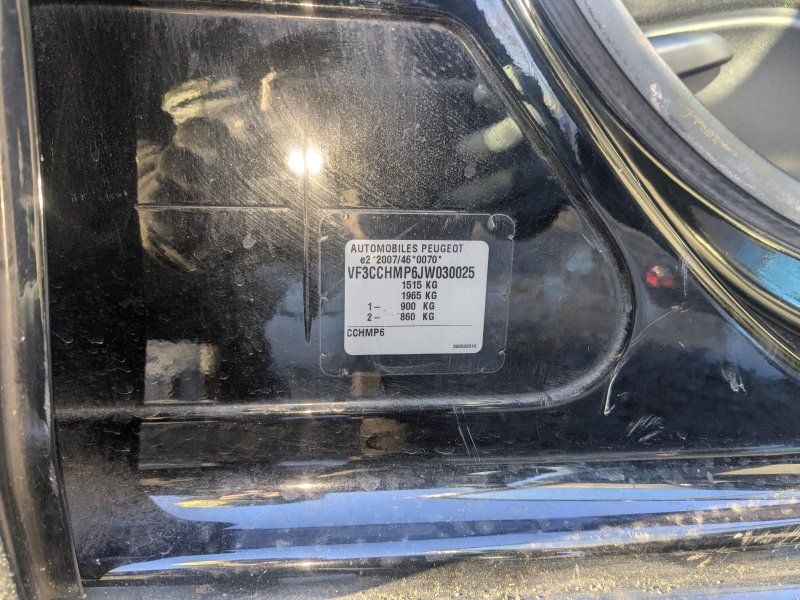 AUTOMOBILES PEUGEOT
e2*2007/46*0070*
VF3CCHMP6JW030025
1515 KG
1965 KG
1- 900 KG
2- 860 KG
CCHMP6